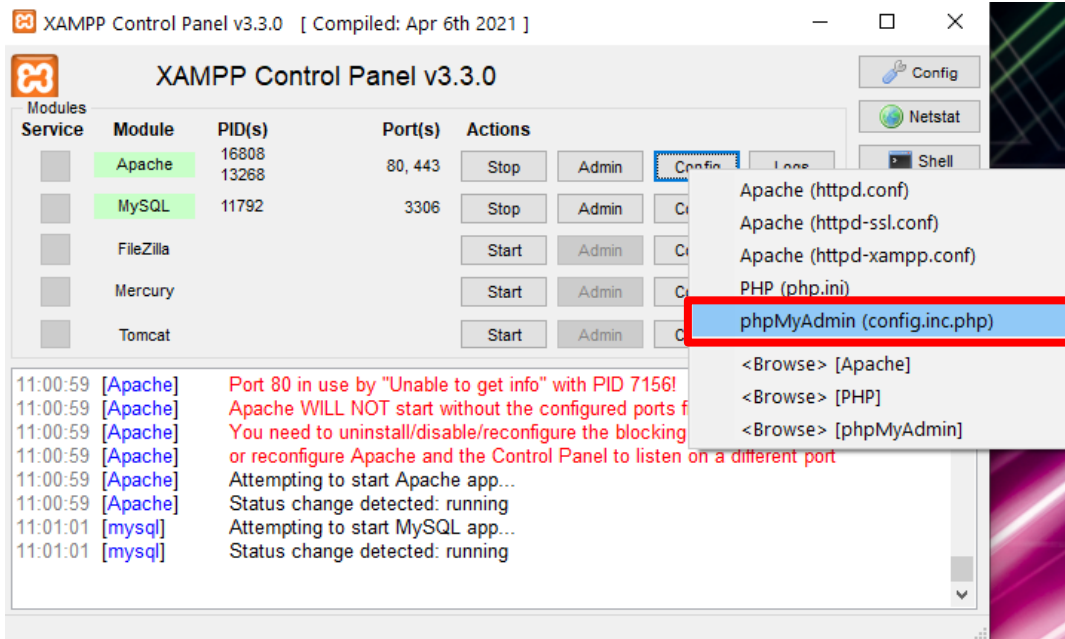 XAMPP Control Panel v3.3.0 [ Compiled: Apr 6th 2021 ]
XAMPP Control Panel v3.3.0
Config
Modules
Service Module PID(s) Port(s) Actions
Netstat
Apache 16808 13268 80, 443 Stop Admin Config Logs
Shell
MySQL 11792 3306 Stop Admin
FileZilla Start Admin
Mercury Start Admin
Tomcat Start Admin
Apache (httpd.conf)
Apache (httpd-ssl.conf)
Apache (httpd-xampp.conf)
PHP (php.ini)
phpMyAdmin (config.inc.php)
<Browse> [Apache]
<Browse> [PHP]
<Browse> [phpMyAdmin]
11:00:59 [Apache] Port 80 in use by "Unable to get info" with PID 7156!
11:00:59 [Apache] Apache WILL NOT start without the configured ports
11:00:59 [Apache] You need to uninstall/disable/reconfigure the blocking
11:00:59 [Apache] or reconfigure Apache and the Control Panel to listen on a different port
11:00:59 [Apache] Attempting to start Apache app...
11:00:59 [Apache] Status change detected: running
11:01:01 [mysql] Attempting to start MySQL app...
11:01:01 [mysql] Status change detected: running